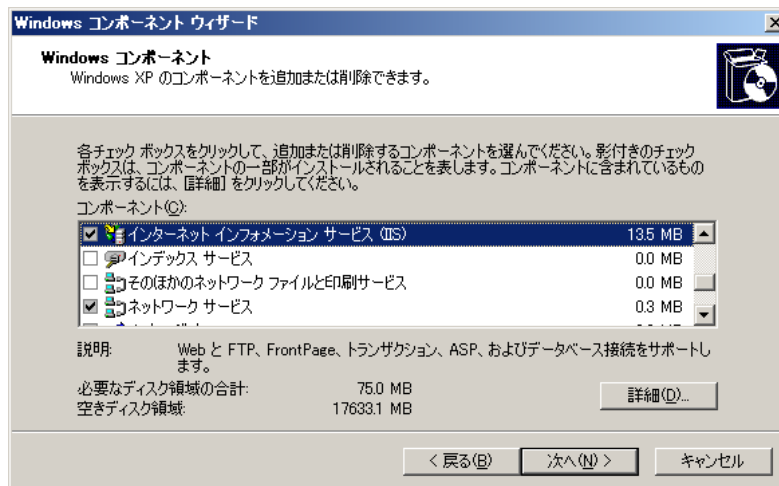 Windows コンポーネント ウィザード
Windows コンポーネント
Windows XP のコンポーネントを追加または削除できます。
各チェック ボックスをクリックして、追加または削除するコンポーネントを選んでください。影付きのチェック
ボックスは、コンポーネントの一部がインストールされることを表します。コンポーネントに含まれているもの
を表示するには、[詳細] をクリックしてください。
コンポーネント(C):
インターネット インフォメーション サービス (IIS) 13.5 MB
インデックス サービス 0.0 MB
そのほかのネットワーク ファイルと印刷サービス 0.0 MB
ネットワーク サービス 0.3 MB
説明: Web と FTP、FrontPage、トランザクション、ASP、およびデータベース接続をサポートし
ます。
必要なディスク領域の合計: 75.0 MB
空きディスク領域: 17633.1 MB
詳細(D)...
< 戻る(B) 次へ(N) > キャンセル